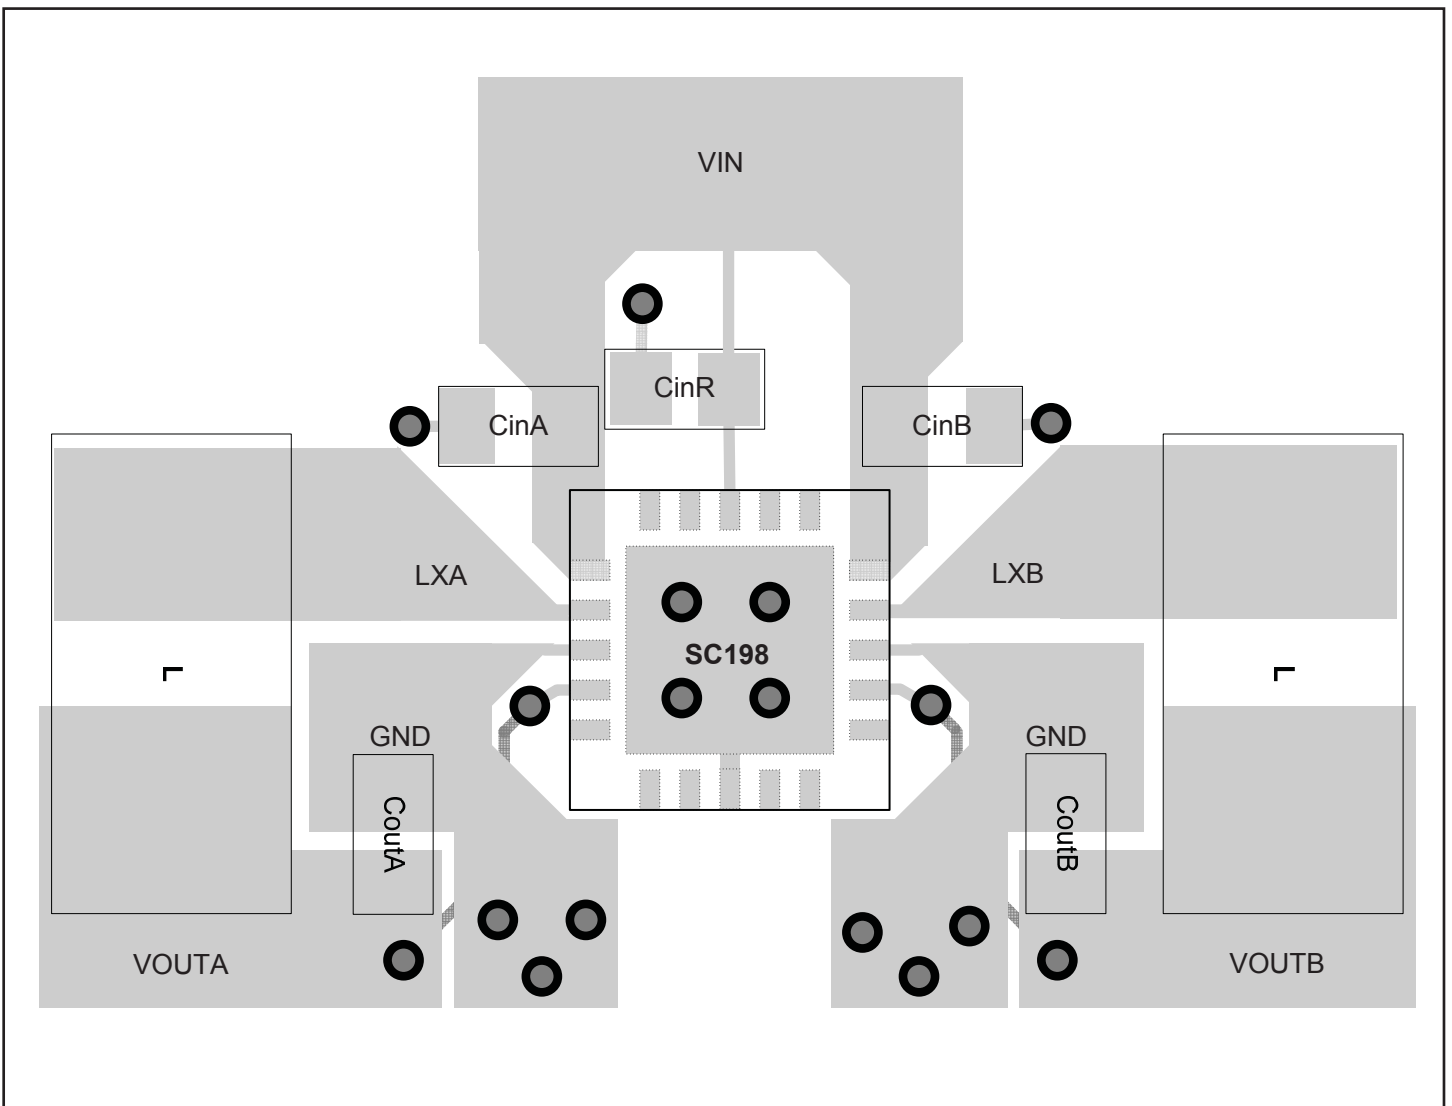 VIN
CinR
CinA
CinB
LXA
LXB
SC198
L
L
GND
GND
CoutA
CoutB
VOUTA
VOUTB